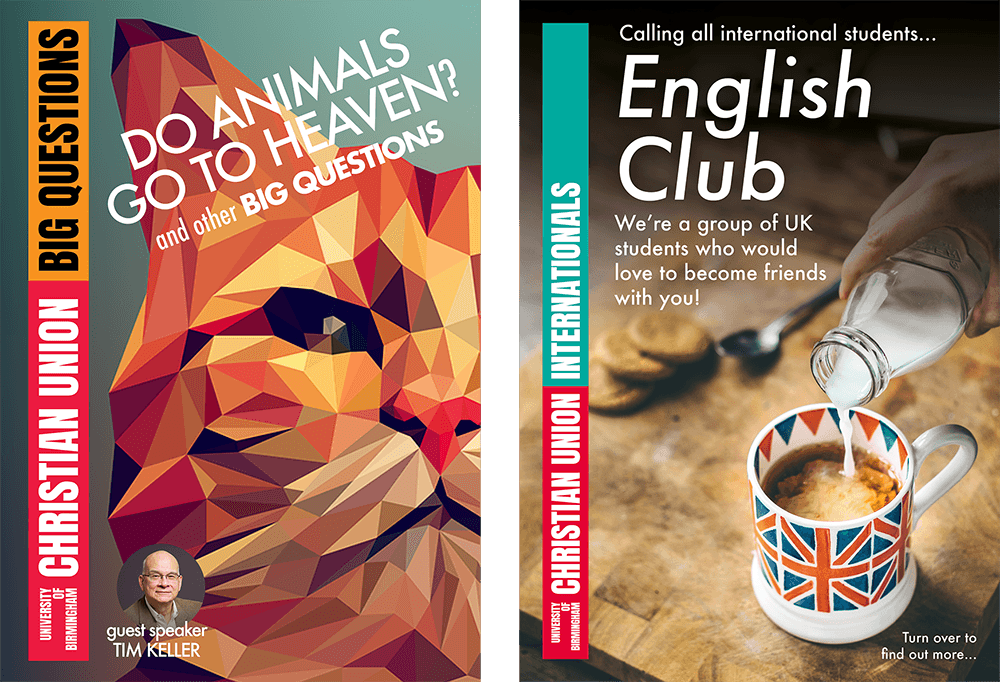 BIG QUESTIONS
CHRISTIAN UNION
UNIVERSITY
OF
BIRMINGHAM
DO ANIMALS
GO TO HEAVEN?
and other BIG QUESTIONS
guest speaker
TIM KELLER
INTERNATIONALS
CHRISTIAN UNION
UNIVERSITY
OF
BIRMINGHAM
Calling all international students...
English
Club
We're a group of UK
students who would
love to become friends
with you!
Turn over to
find out more...